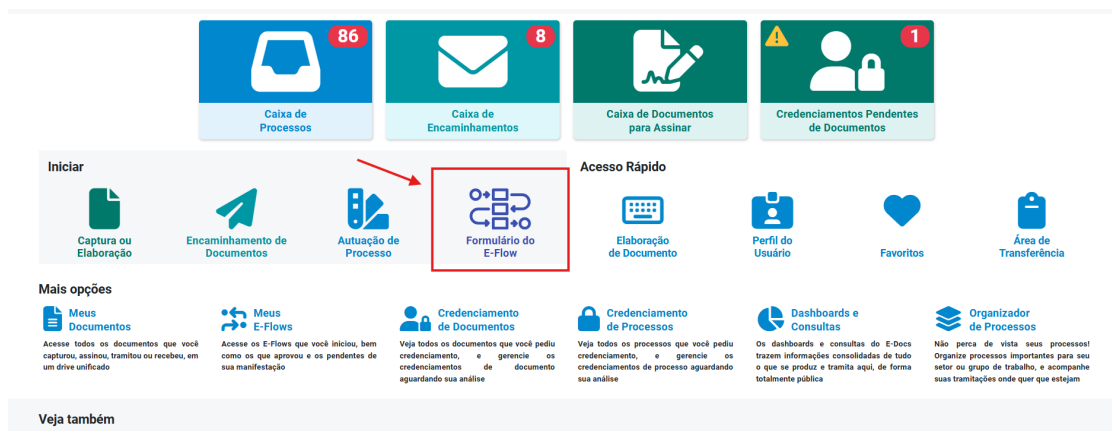 86
8
1
Caixa de
Processos
Caixa de
Encaminhamentos
Caixa de Documentos
para Assinar
Credenciamentos Pendentes
de Documentos
Iniciar
Acesso Rápido
Captura ou
Elaboração
Encaminhamento de
Documentos
Autuação de
Processo
Formulário do
E-Flow
Elaboração
de Documento
Perfil do
Usuário
Favoritos
Área de
Transferência
Mais opções
Meus
Documentos
Acesse todos os documentos que você
capturou, assinou, tramitou ou recebeu, em
um drive unificado
Meus
E-Flows
Acesse os E-Flows que você iniciou, bem
como os que aprovou e os pendentes de
sua manifestação
Credenciamento
de Documentos
Veja todos os documentos que você pediu
credenciamento, e gerencie os
credenciamentos de documento
aguardando sua análise
Credenciamento
de Processos
Veja todos os processos que você pediu
credenciamento, e gerencie os
credenciamentos de processo aguardando
sua análise
Dashboards e
Consultas
Os dashboards e consultas do E-Docs
trazem informações consolidadas de tudo
o que se produz e tramita aqui, de forma
totalmente pública
Organizador
de Processos
Não perca de vista seus processos!
Organize processos importantes para seu
setor ou grupo de trabalho, e acompanhe
suas tramitações onde quer que estejam
Veja também